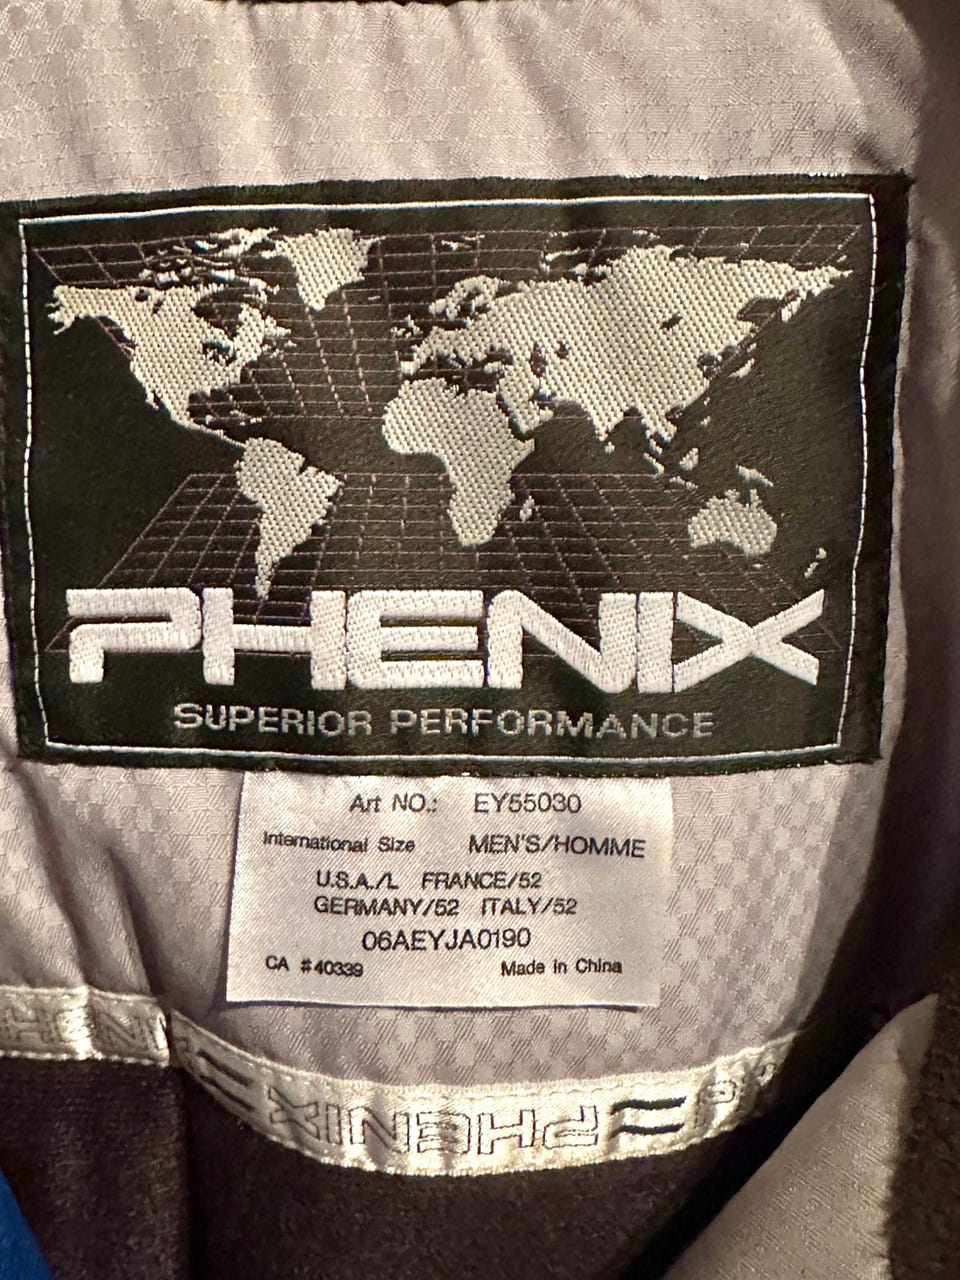 PHENIX
SUPERIOR PERFORMANCE
Art NO.: EY55030
International Size MEN'S/HOMME
U.S.A./L FRANCE/52
GERMANY/52 ITALY/52
06AEYJA0190
CA #40339 Made in China
PHENIX